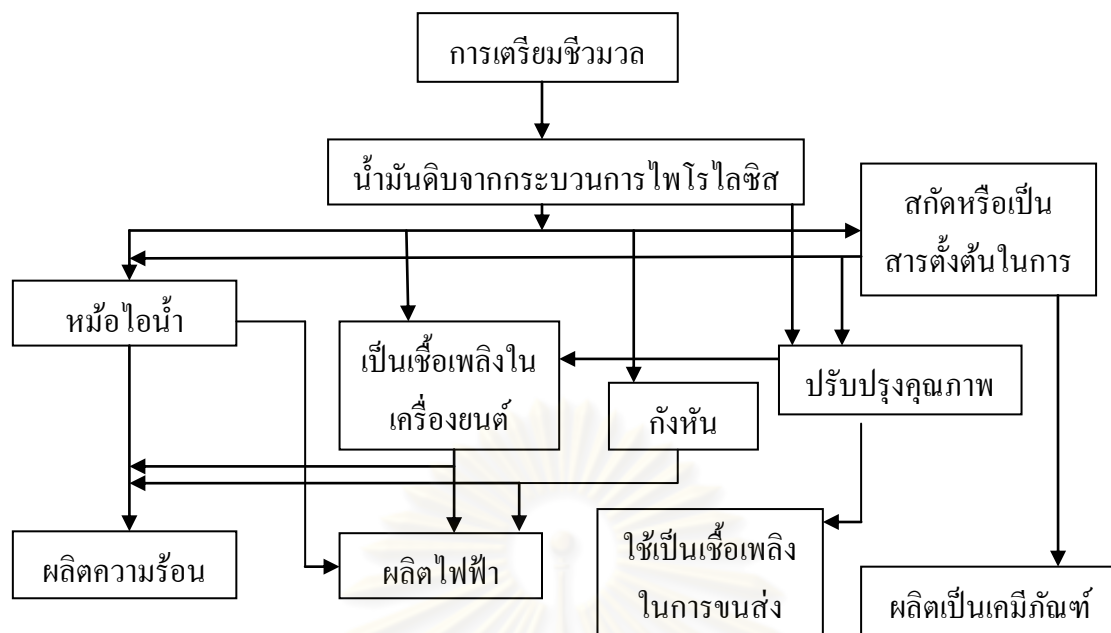 การเตรียมชีวมวล
น้ำมันดิบจากกระบวนการไพโรไลซิส
สกัดหรือเป็น
สารตั้งต้นในการ
หม้อไอน้ำ
เป็นเชื้อเพลิงใน
เครื่องยนต์
กังหัน
ปรับปรุงคุณภาพ
ผลิตความร้อน
ผลิตไฟฟ้า
ใช้เป็นเชื้อเพลิง
ในการขนส่ง
ผลิตเป็นเคมีภัณฑ์